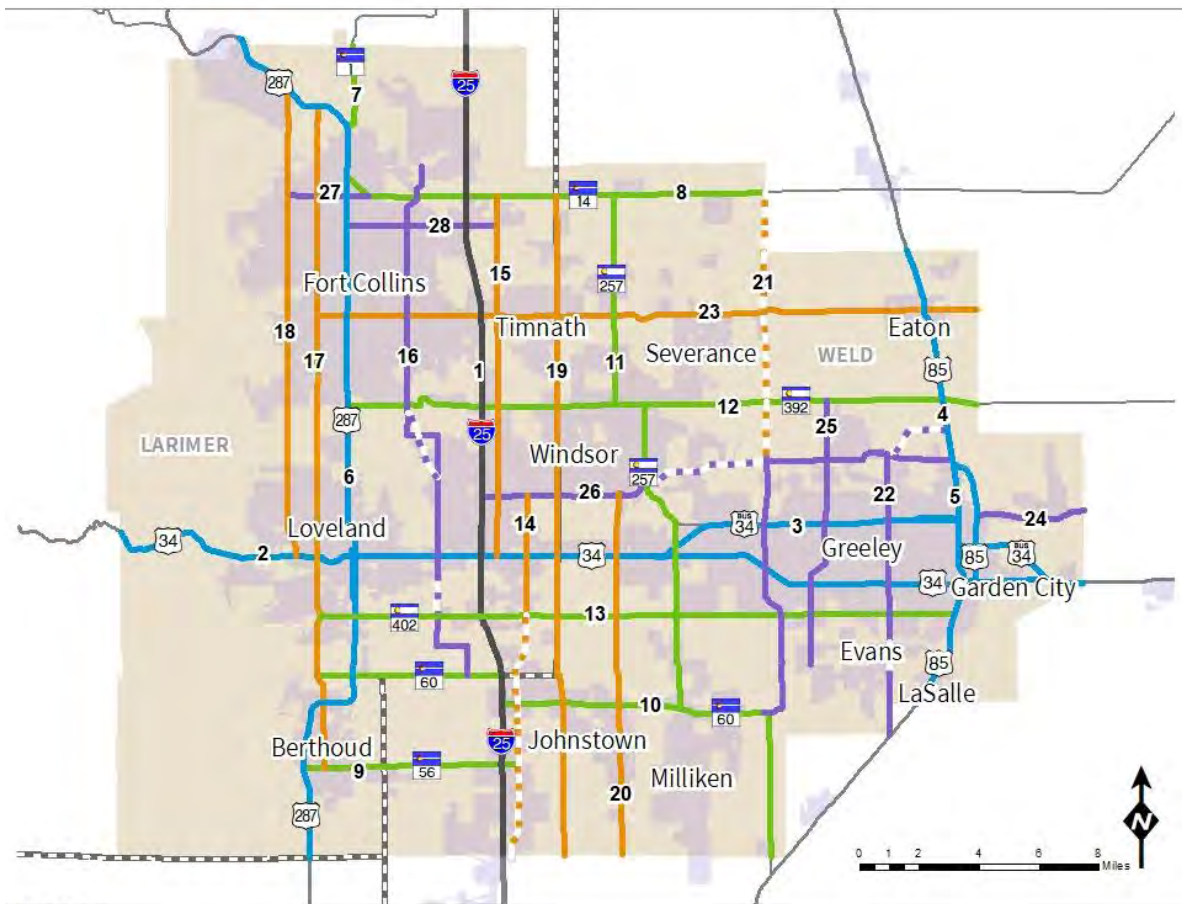 1
287
7
25
27
14
8
28
Fort Collins
15
257
21
18
17
16
1
Timnath
19
11
23
Severance
Eaton
WELD
85
LARIMER
287
25
12
392
25
4
6
Windsor
257
26
22
5
24
Loveland
34
2
14
34
BUS
34
3
Greeley
85
BUS
34
34
Garden City
402
13
Evans
85
60
LaSalle
10
60
25
Johnstown
Berthoud
9
56
20
Milliken
287
N
0 2 4 6 8
Miles